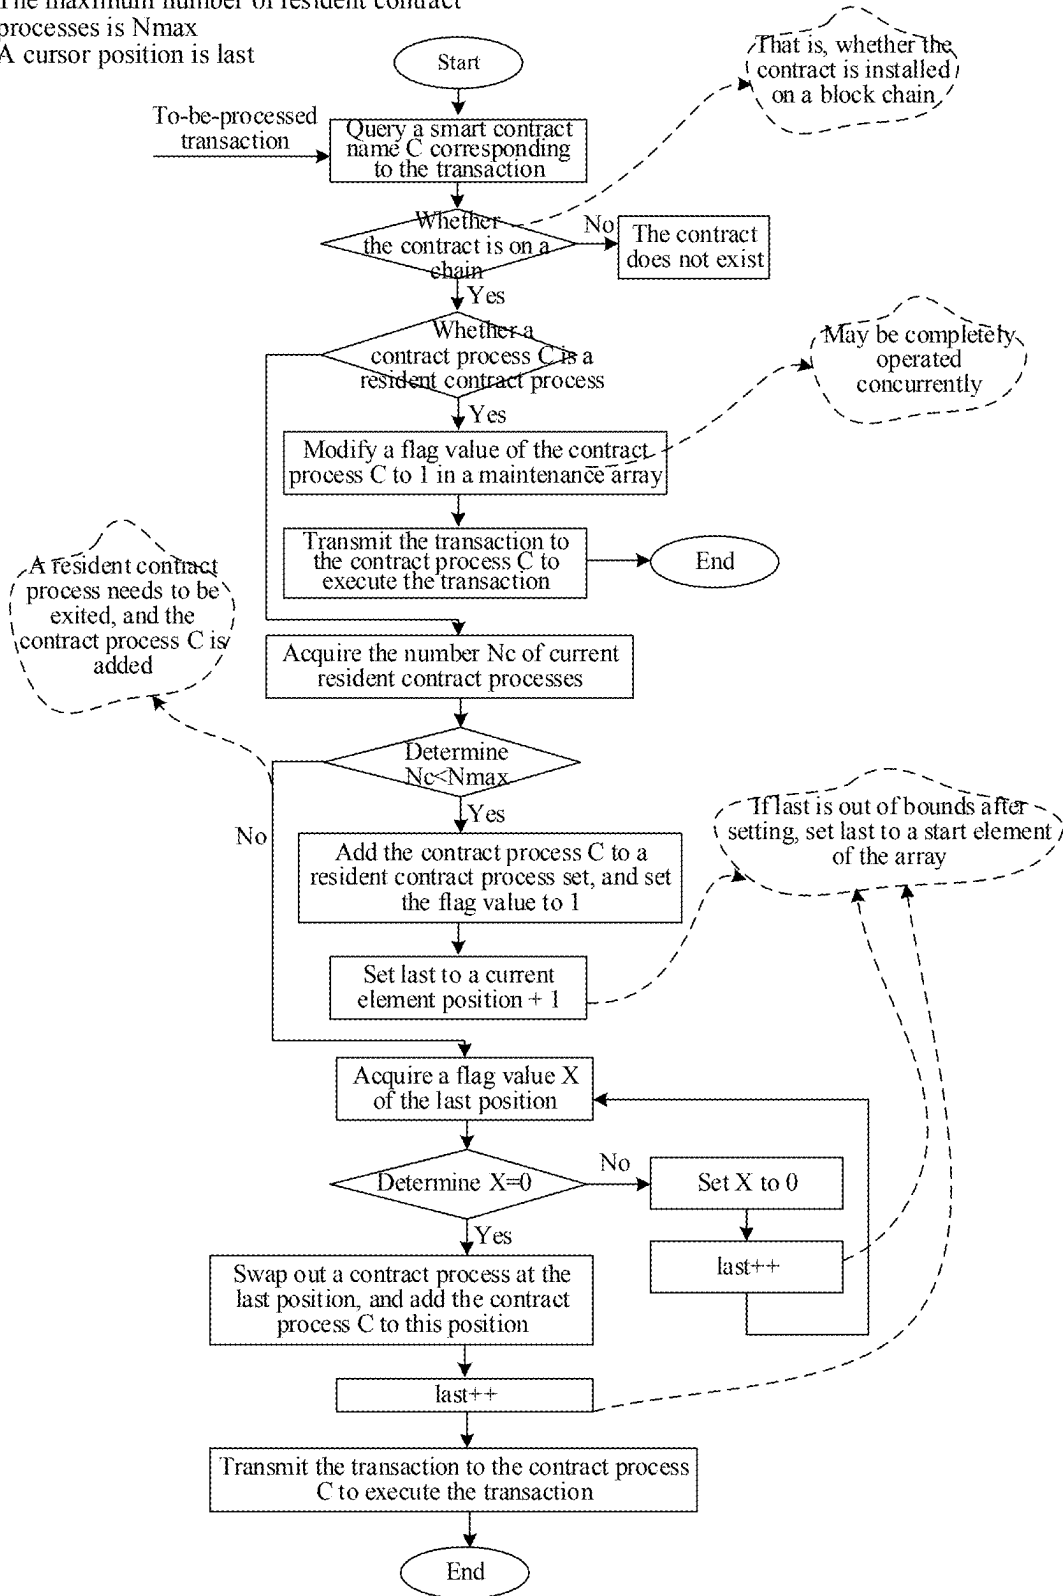 The maximum number of resident contract
processes is Nmax
A cursor position is last
Start
That is, whether the
contract is installed
on a block chain
To-be-processed
transaction
Query a smart contract
name C corresponding
to the transaction
Whether
the contract is on a
chain
No
The contract
does not exist
Yes
Whether a
contract process C is a
resident contract process
May be completely
operated
concurrently
Yes
Modify a flag value of the contract
process C to 1 in a maintenance array
Transmit the transaction to
the contract process C to
execute the transaction
End
A resident contract
process needs to be
exited, and the
contract process C is
added
Acquire the number Nc of current
resident contract processes
Determine
Nc<Nmax
Yes
No
If last is out of bounds after
setting, set last to a start element
of the array
Add the contract process C to a
resident contract process set, and set
the flag value to 1
Set last to a current
element position + 1
Acquire a flag value X
of the last position
Determine X=0
No
Set X to 0
Yes
last++
Swap out a contract process at the
last position, and add the contract
process C to this position
last++
Transmit the transaction to the contract process
C to execute the transaction
End